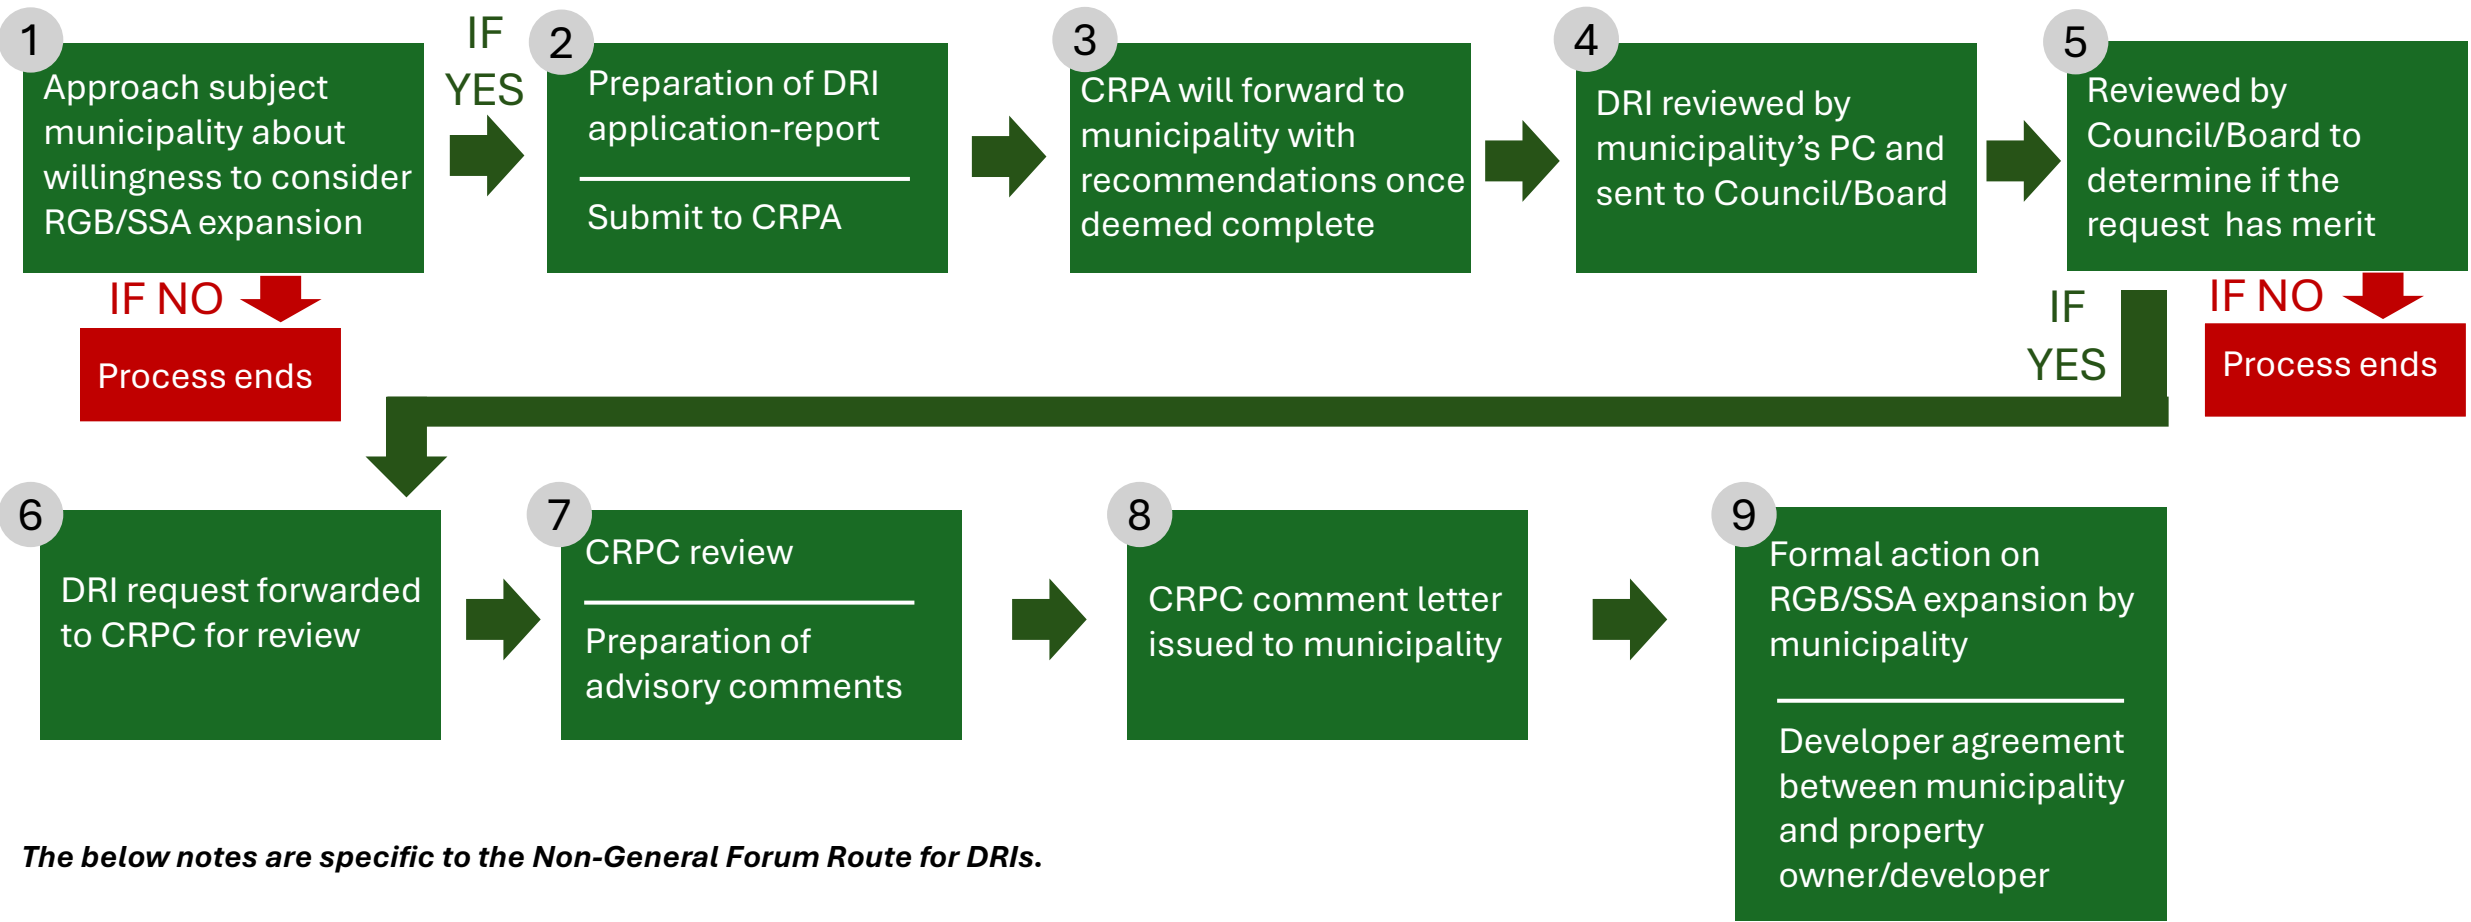 1
Approach subject
municipality about
willingness to consider
RGB/SSA expansion
IF NO
Process ends
IF
YES
2
Preparation of DRI
application-report
Submit to CRPA
3
CRPA will forward to
municipality with
recommendations once
deemed complete
4
DRI reviewed by
municipality’s PC and
sent to Council/Board
5
Reviewed by
Council/Board to
determine if the
request has merit
IF NO
Process ends
IF
YES
6
DRI request forwarded
to CRPC for review
7
CRPC review
Preparation of
advisory comments
8
CRPC comment letter
issued to municipality
9
Formal action on
RGB/SSA expansion by
municipality
Developer agreement
between municipality
and property
owner/developer
The below notes are specific to the Non-General Forum Route for DRIs.